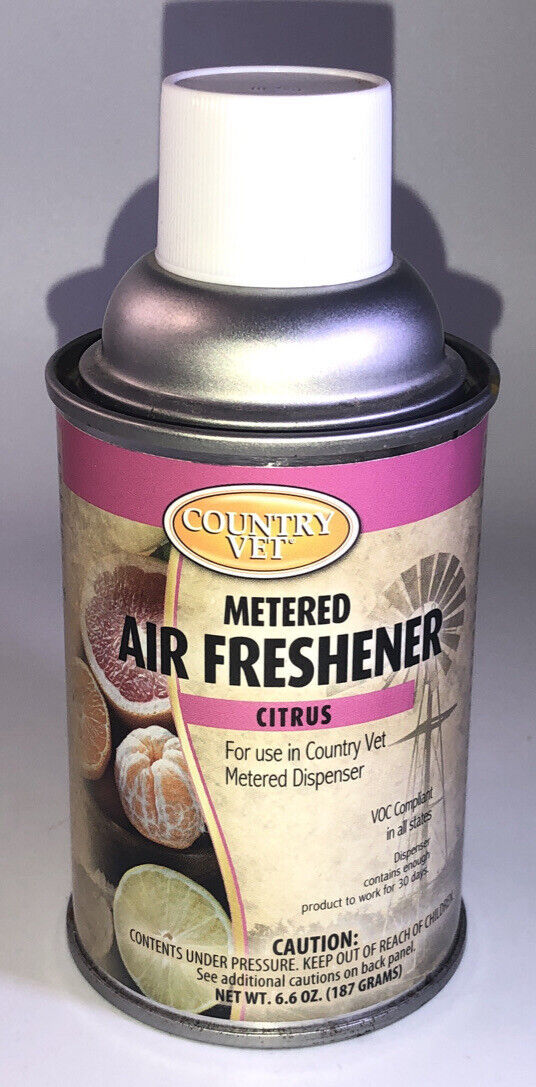 COUNTRY
VET
METERED
AIR FRESHENER
CITRUS
For use in Country Vet
Metered Dispenser
VOC Compliant
in all states
Dispenser
contains enough
product to work for 30 days.
CAUTION:
CONTENTS UNDER PRESSURE. KEEP OUT OF REACH OF CHILDREN.
See additional cautions on back panel.
NET WT. 6.6 OZ. (187 GRAMS)